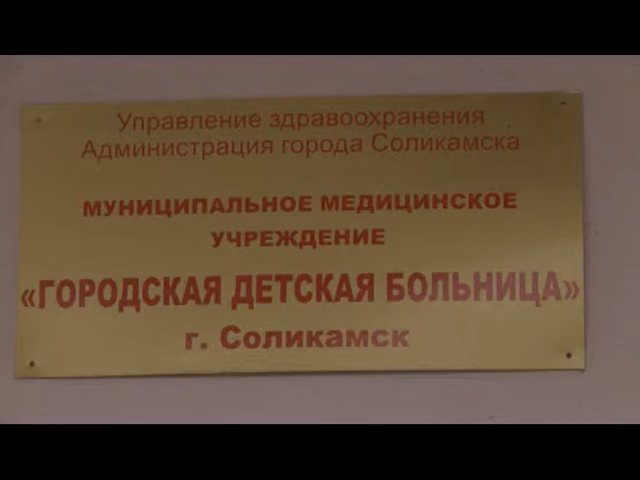 Управление здравоохранения
Администрация города Соликамска
МУНИЦИПАЛЬНОЕ МЕДИЦИНСКОЕ
УЧРЕЖДЕНИЕ
«ГОРОДСКАЯ ДЕТСКАЯ БОЛЬНИЦА»
г. Соликамск